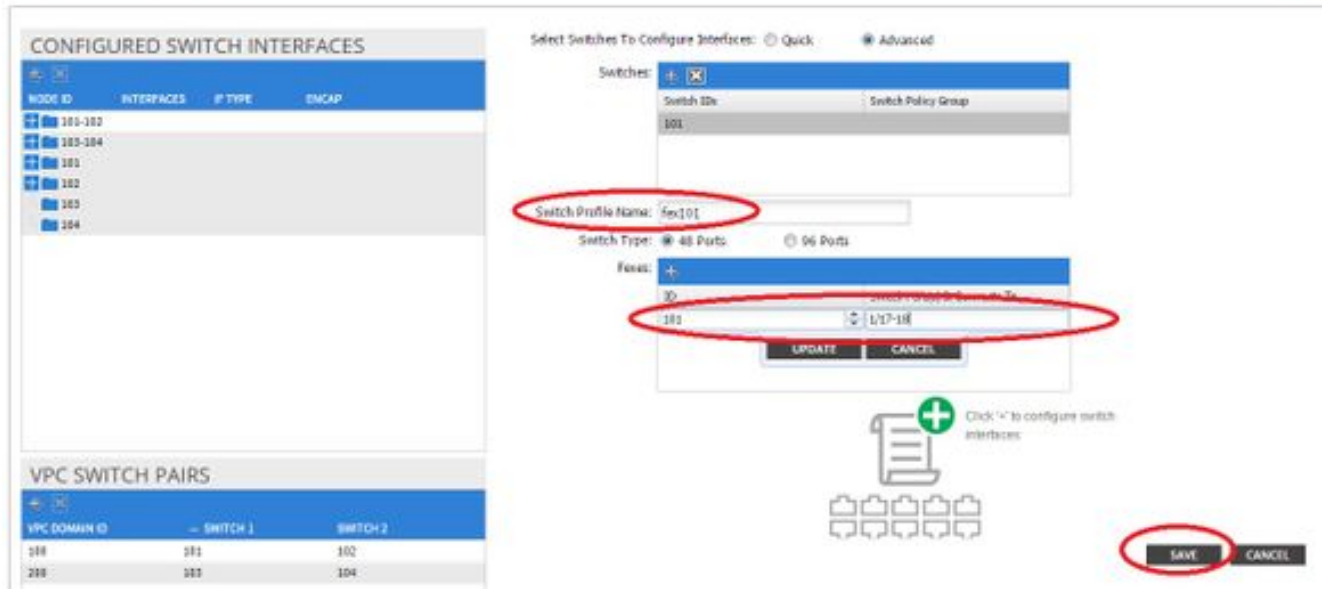 CONFIGURED SWITCH INTERFACES
NODE ID INTERFACES IF TYPE ENCAP
101-102
103-104
101
102
103
104
VPC SWITCH PAIRS
VPC DOMAIN ID SWITCH 1 SWITCH 2
100 101 102
200 103 104
Select Switches To Configure Interfaces: Quick Advanced
Switches:
Switch IDs Switch Policy Group
101
Switch Profile Name: fex101
Switch Type: 48 Ports 96 Ports
Fexes:
ID
101 1/17-18
UPDATE CANCEL
Click '+' to configure switch
interfaces
SAVE CANCEL